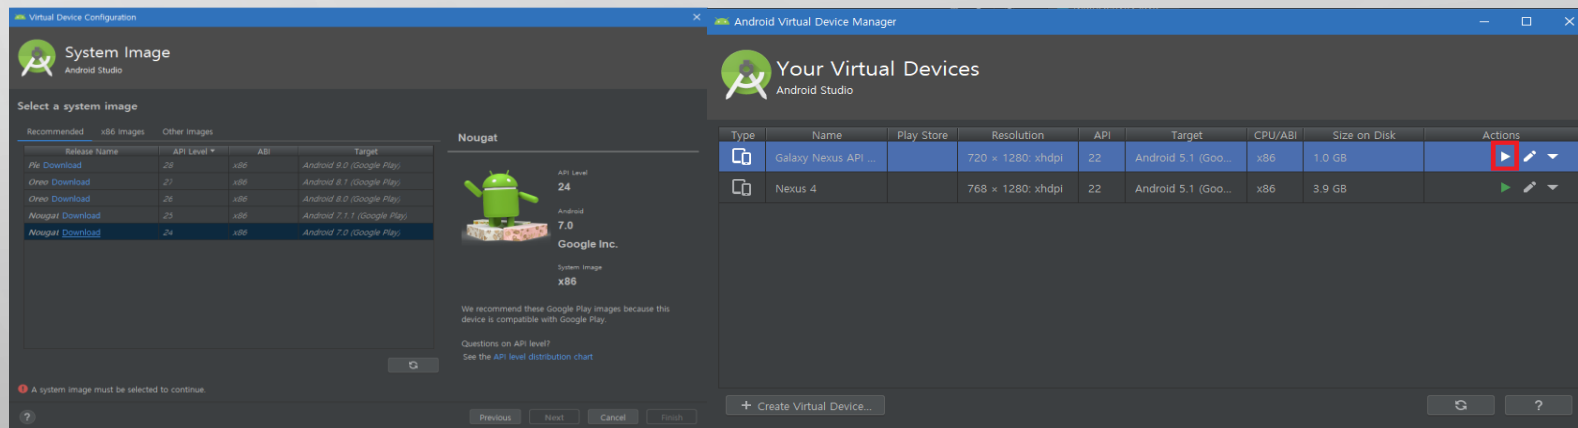 Virtual Device Configuration
System Image
Android Studio
Select a system image
Recommended x86 Images Other Images
Release Name API Level ABI Target
Pie Download 28 x86 Android 9.0 (Google Play)
Oreo Download 27 x86 Android 8.1 (Google Play)
Oreo Download 26 x86 Android 8.0 (Google Play)
Nougat Download 25 x86 Android 7.1.1 (Google Play)
Nougat Download 24 x86 Android 7.0 (Google Play)
Nougat
API Level
24
Android
7.0
Google Inc.
System Image
x86
We recommend these Google Play images because this
device is compatible with Google Play.
Questions on API level?
See the API level distribution chart
A system image must be selected to continue.
? Previous Next Cancel Finish
Android Virtual Device Manager
Your Virtual Devices
Android Studio
Type Name Play Store Resolution API Target CPU/ABI Size on Disk Actions
Galaxy Nexus API ... 720 × 1280: xhdpi 22 Android 5.1 (Goo... x86 1.0 GB
Nexus 4 768 × 1280: xhdpi 22 Android 5.1 (Goo... x86 3.9 GB
+ Create Virtual Device... ?